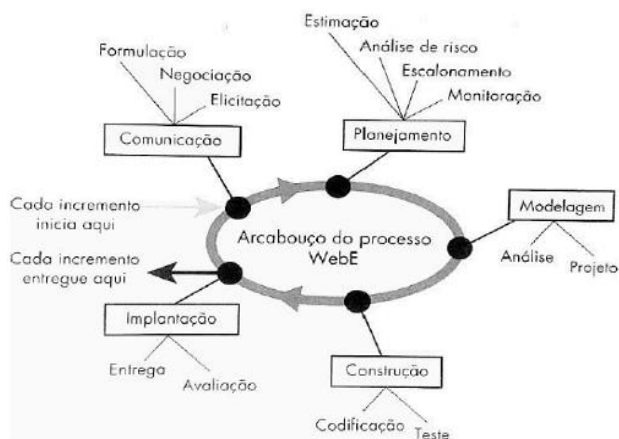 Estimação
Análise de risco
Escalonamento
Monitoração
Planejamento
Formulação
Negociação
Elicitação
Comunicação
Cada incremento
inicia aqui
Arcabouço do processo
WebE
Modelagem
Análise
Projeto
Cada incremento
entregue aqui
Implantação
Entrega
Avaliação
Construção
Codificação
Teste